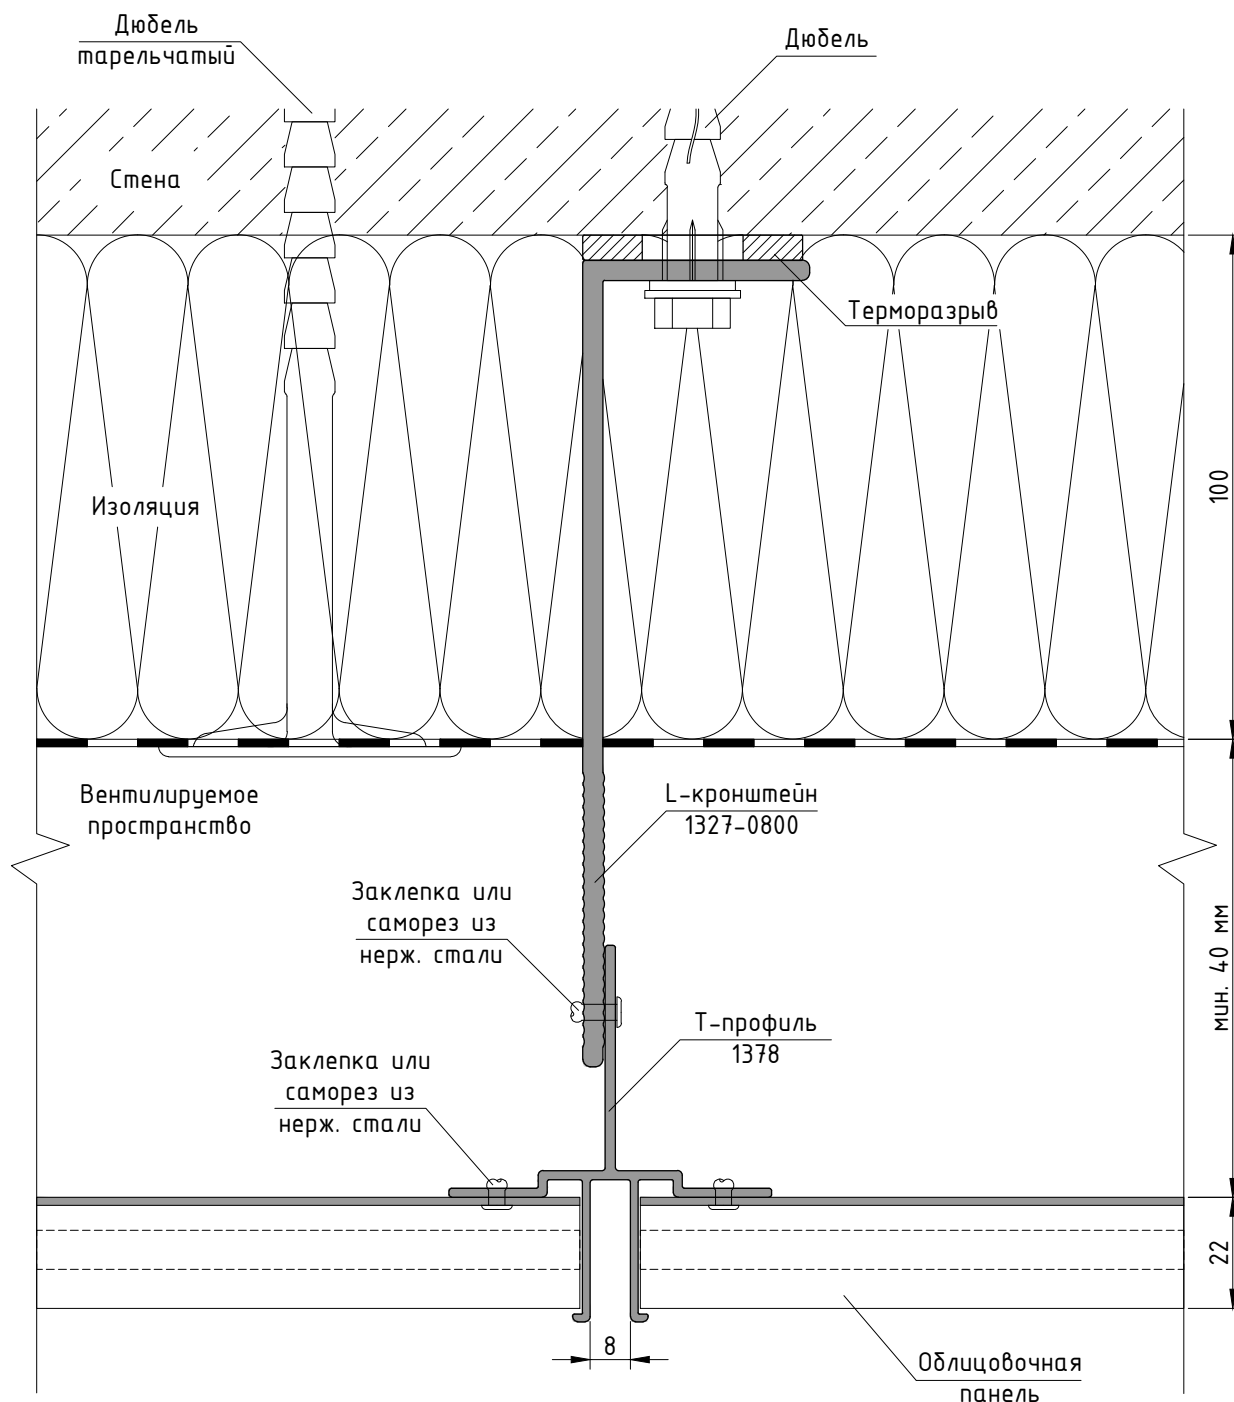 Дюбель
тарельчатый
Дюбель
Стена
Терморазрыв
Изоляция
100
Вентилируемое
пространство
L-кронштейн
1327-0800
Заклепка или
саморез из
нерж. стали
мин. 40 мм
Т-профиль
1378
Заклепка или
саморез из
нерж. стали
22
8
Облицовочная
панель